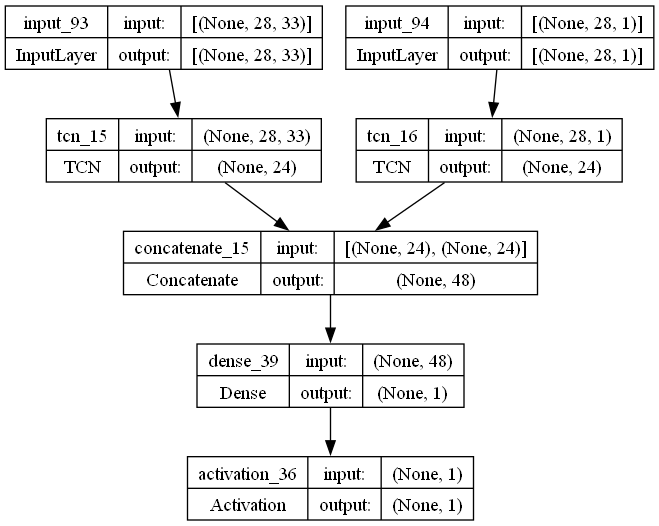 input_93 input: [(None, 28, 33)]
InputLayer output: [(None, 28, 33)]
input_94 input: [(None, 28, 1)]
InputLayer output: [(None, 28, 1)]
tcn_15 input: (None, 28, 33)
TCN output: (None, 24)
tcn_16 input: (None, 28, 1)
TCN output: (None, 24)
concatenate_15 input: [(None, 24), (None, 24)]
Concatenate output: (None, 48)
dense_39 input: (None, 48)
Dense output: (None, 1)
activation_36 input: (None, 1)
Activation output: (None, 1)